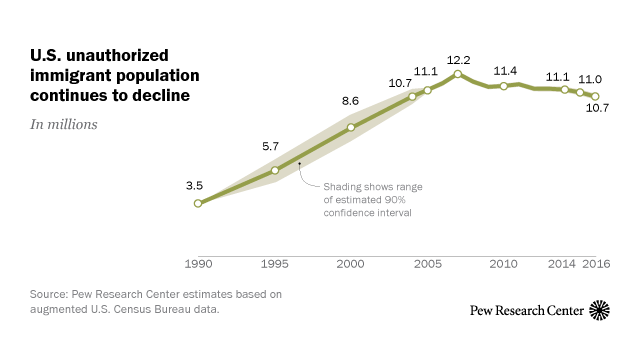 U.S. unauthorized
immigrant population
continues to decline
In millions
3.5
5.7
8.6
10.7
11.1
12.2
11.4
11.1
11.0
10.7
Shading shows range
of estimated 90%
confidence interval
1990 1995 2000 2005 2010 2014 2016
Source: Pew Research Center estimates based on
augmented U.S. Census Bureau data.
Pew Research Center